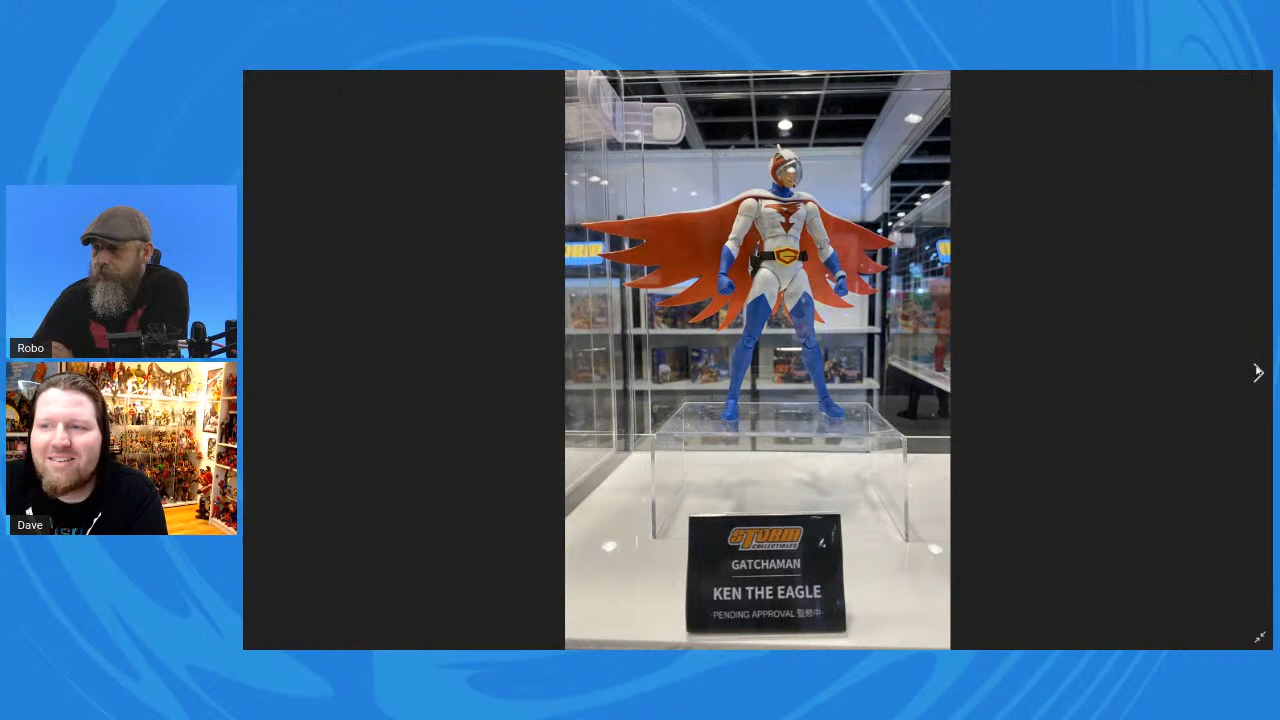 Robo
Dave
STORM
COLLECTIBLES
GATCHAMAN
KEN THE EAGLE
PENDING APPROVAL 監修中